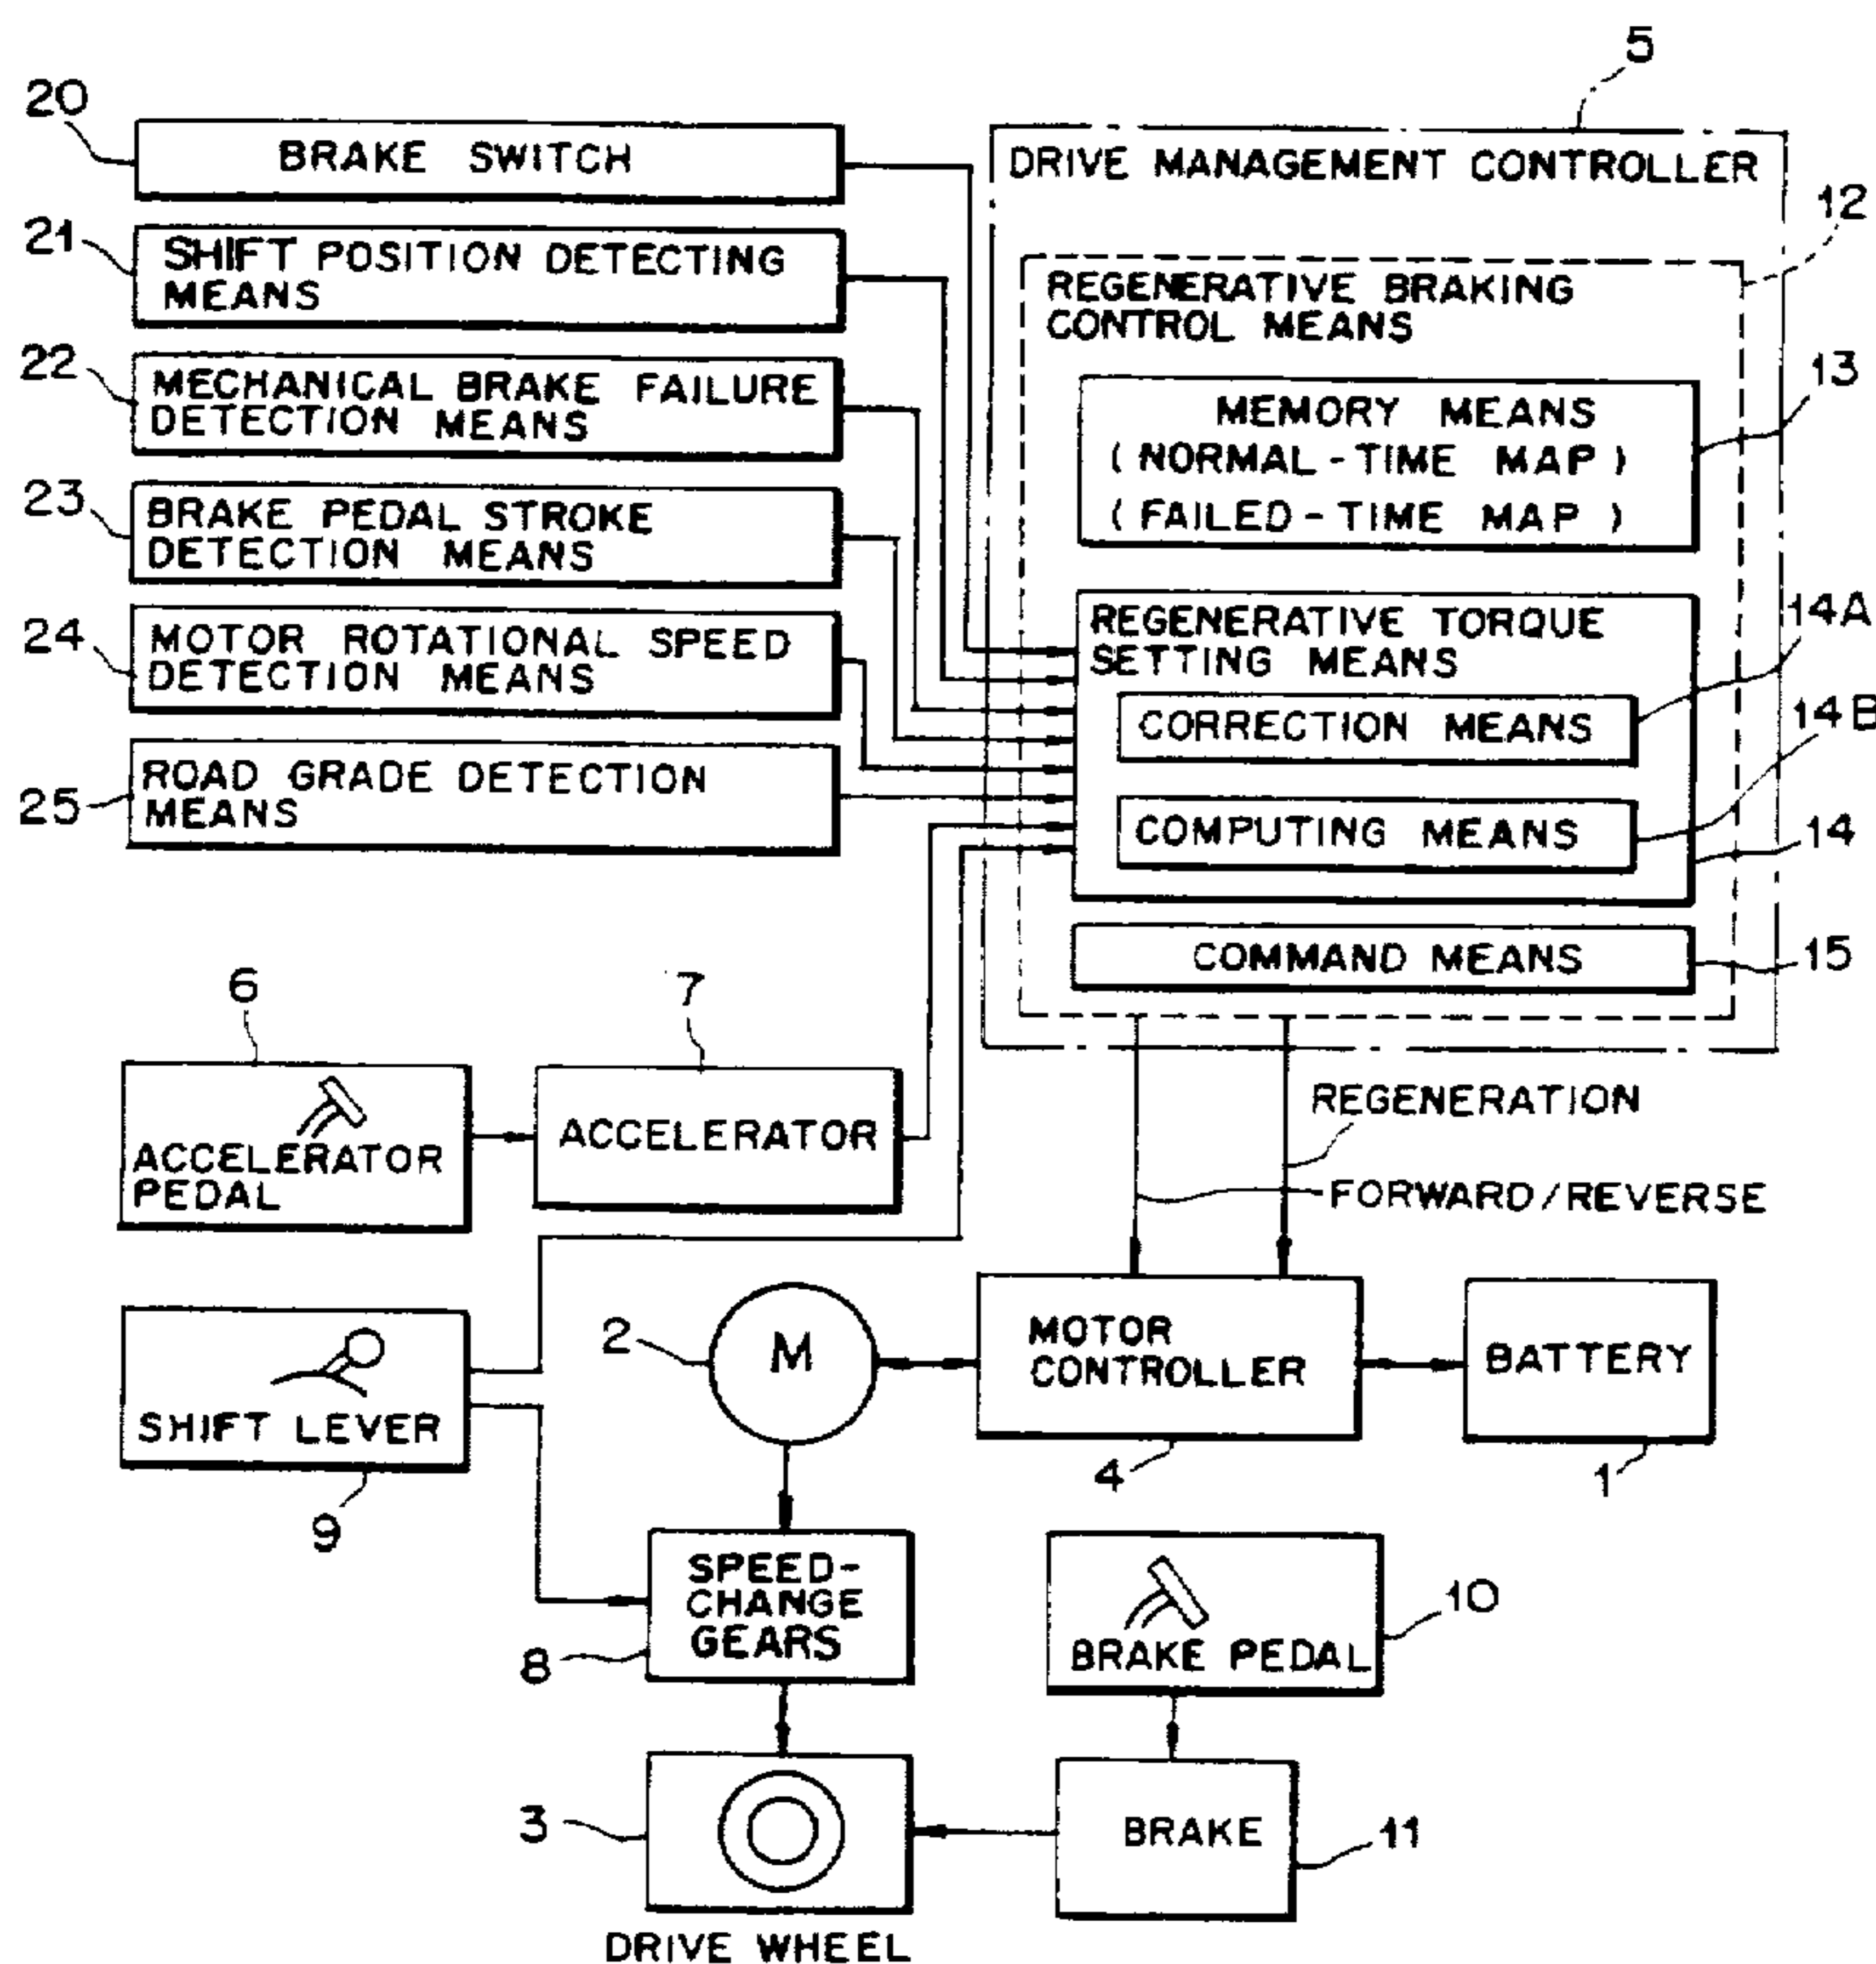 5
20
BRAKE SWITCH
DRIVE MANAGEMENT CONTROLLER
12
21
SHIFT POSITION DETECTING
MEANS
REGENERATIVE BRAKING
CONTROL MEANS
22
MECHANICAL BRAKE FAILURE
DETECTION MEANS
13
MEMORY MEANS
(NORMAL-TIME MAP)
(FAILED-TIME MAP)
23
BRAKE PEDAL STROKE
DETECTION MEANS
24
MOTOR ROTATIONAL SPEED
DETECTION MEANS
14A
REGENERATIVE TORQUE
SETTING MEANS
CORRECTION MEANS
14B
25
ROAD GRADE DETECTION
MEANS
COMPUTING MEANS
14
COMMAND MEANS
15
6
7
ACCELERATOR
PEDAL
ACCELERATOR
REGENERATION
FORWARD/REVERSE
2
M
MOTOR
CONTROLLER
BATTERY
SHIFT LEVER
9
4
1
SPEED-
CHANGE
GEARS
8
BRAKE PEDAL
10
3
BRAKE
11
DRIVE WHEEL